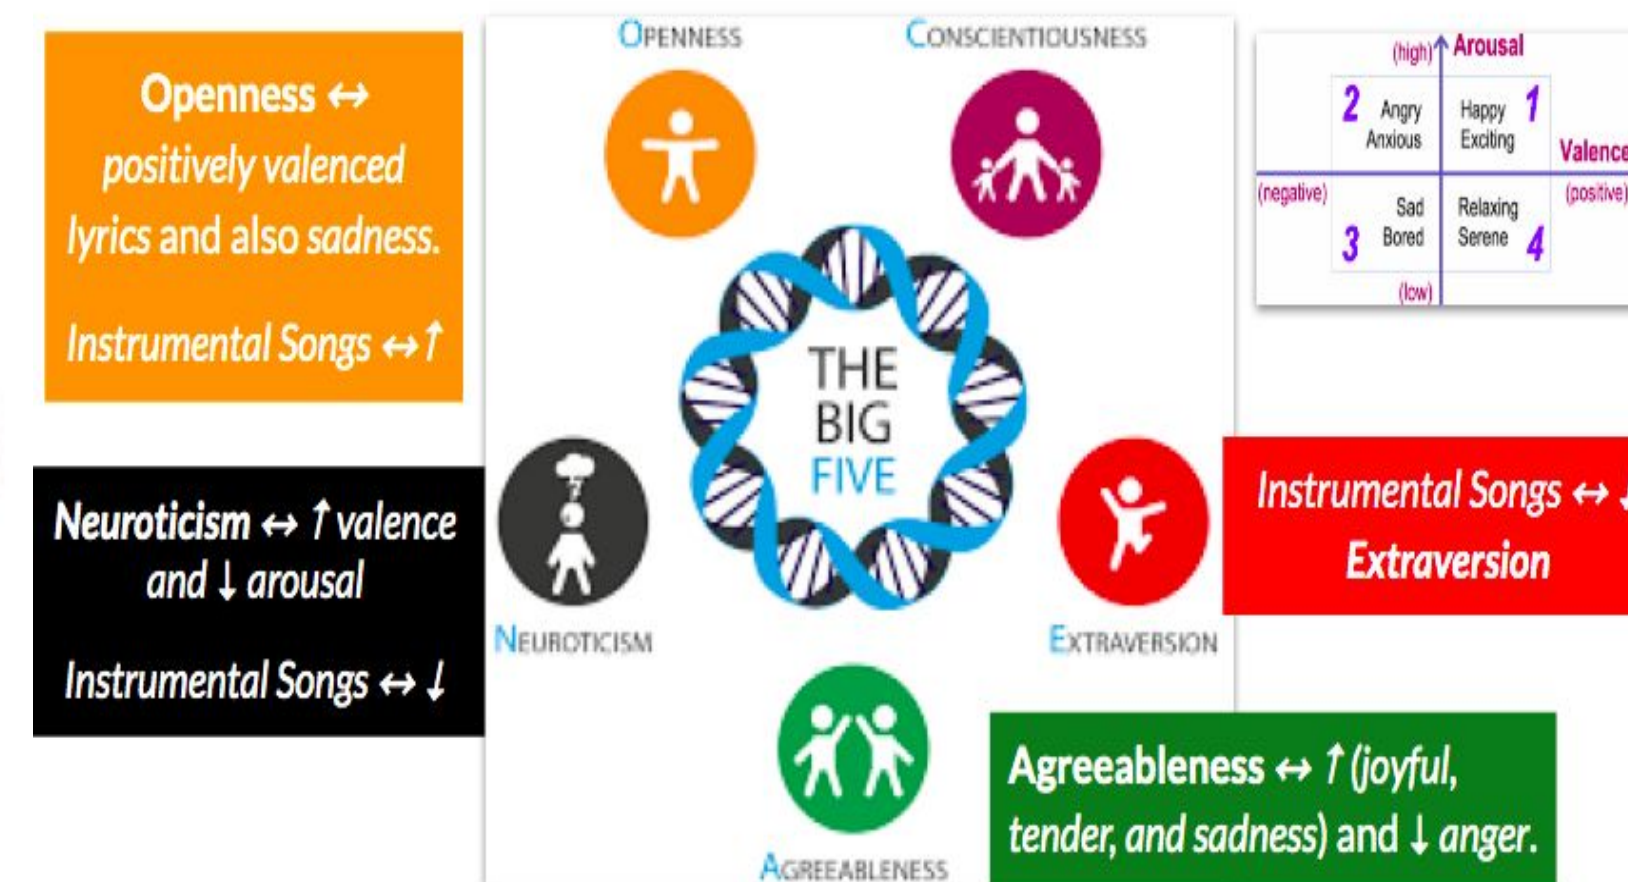 Openness ↔
positively valenced
lyrics and also sadness.
Instrumental Songs ↔↑
Neuroticism ↔ ↑ valence
and ↓ arousal
Instrumental Songs ↔ ↓
OPENNESS
CONSCIENTIOUSNESS
THE
BIG
FIVE
NEUROTICISM
EXTRAVERSION
AGREEABLENESS
(high) Arousal
2 Angry Happy 1
Anxious Exciting
Valence
(negative) (positive)
Sad Relaxing
3 Bored Serene 4
(low)
Instrumental Songs ↔ ↓
Extraversion
Agreeableness ↔ ↑ (joyful,
tender, and sadness) and ↓ anger.